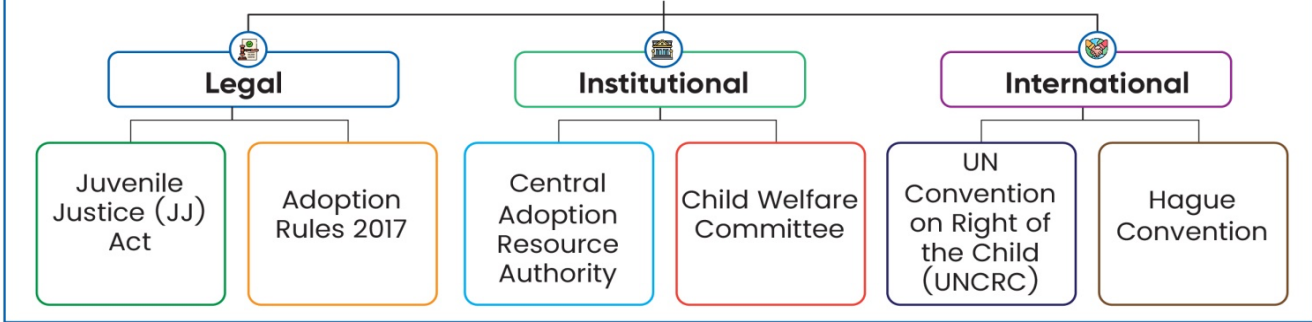 Legal
Institutional
International
Juvenile
Justice (JJ)
Act
Adoption
Rules 2017
Central
Adoption
Resource
Authority
Child Welfare
Committee
UN
Convention
on Right of
the Child
(UNCRC)
Hague
Convention